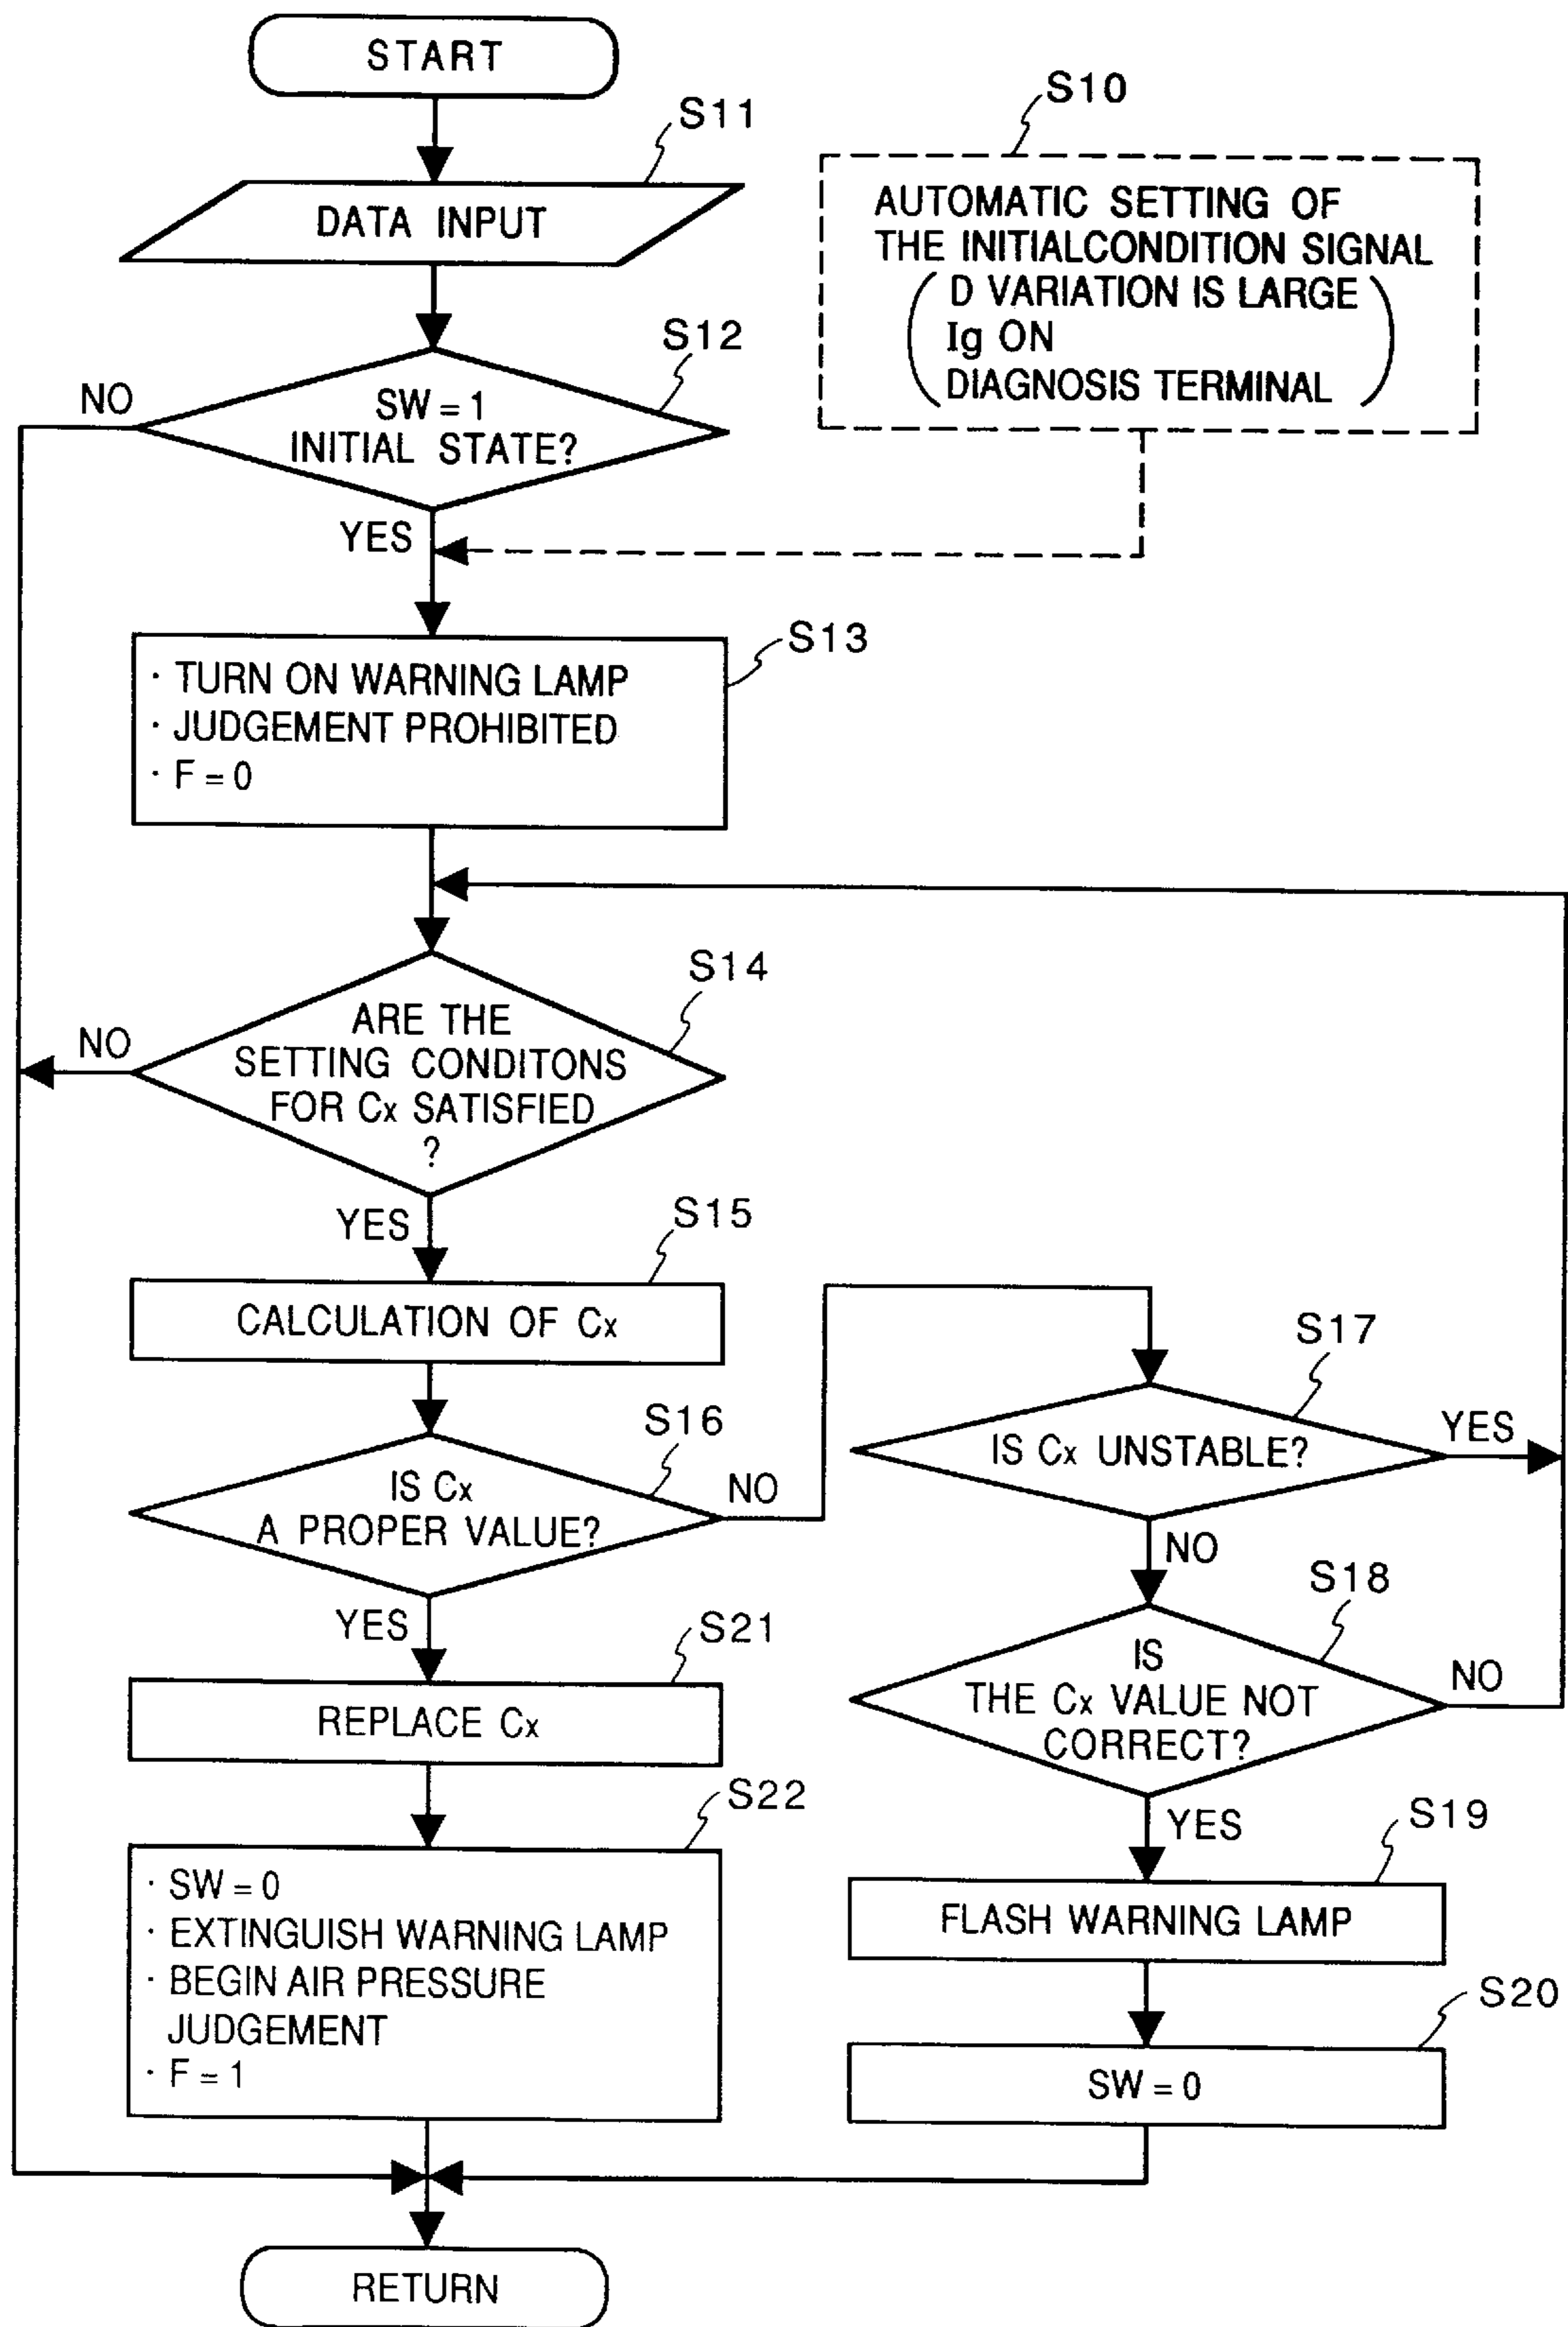 START
S11
DATA INPUT
S10
AUTOMATIC SETTING OF
THE INITIALCONDITION SIGNAL
( D VARIATION IS LARGE
Ig ON
DIAGNOSIS TERMINAL )
S12
NO
SW = 1
INITIAL STATE?
YES
S13
· TURN ON WARNING LAMP
· JUDGEMENT PROHIBITED
· F = 0
S14
NO
ARE THE
SETTING CONDITONS
FOR Cx SATISFIED
?
YES
S15
CALCULATION OF Cx
S16
IS Cx
A PROPER VALUE?
NO
YES
S17
IS Cx UNSTABLE?
YES
NO
S18
IS
THE Cx VALUE NOT
CORRECT?
NO
YES
S21
REPLACE Cx
S22
· SW = 0
· EXTINGUISH WARNING LAMP
· BEGIN AIR PRESSURE
JUDGEMENT
· F = 1
S19
FLASH WARNING LAMP
S20
SW = 0
RETURN